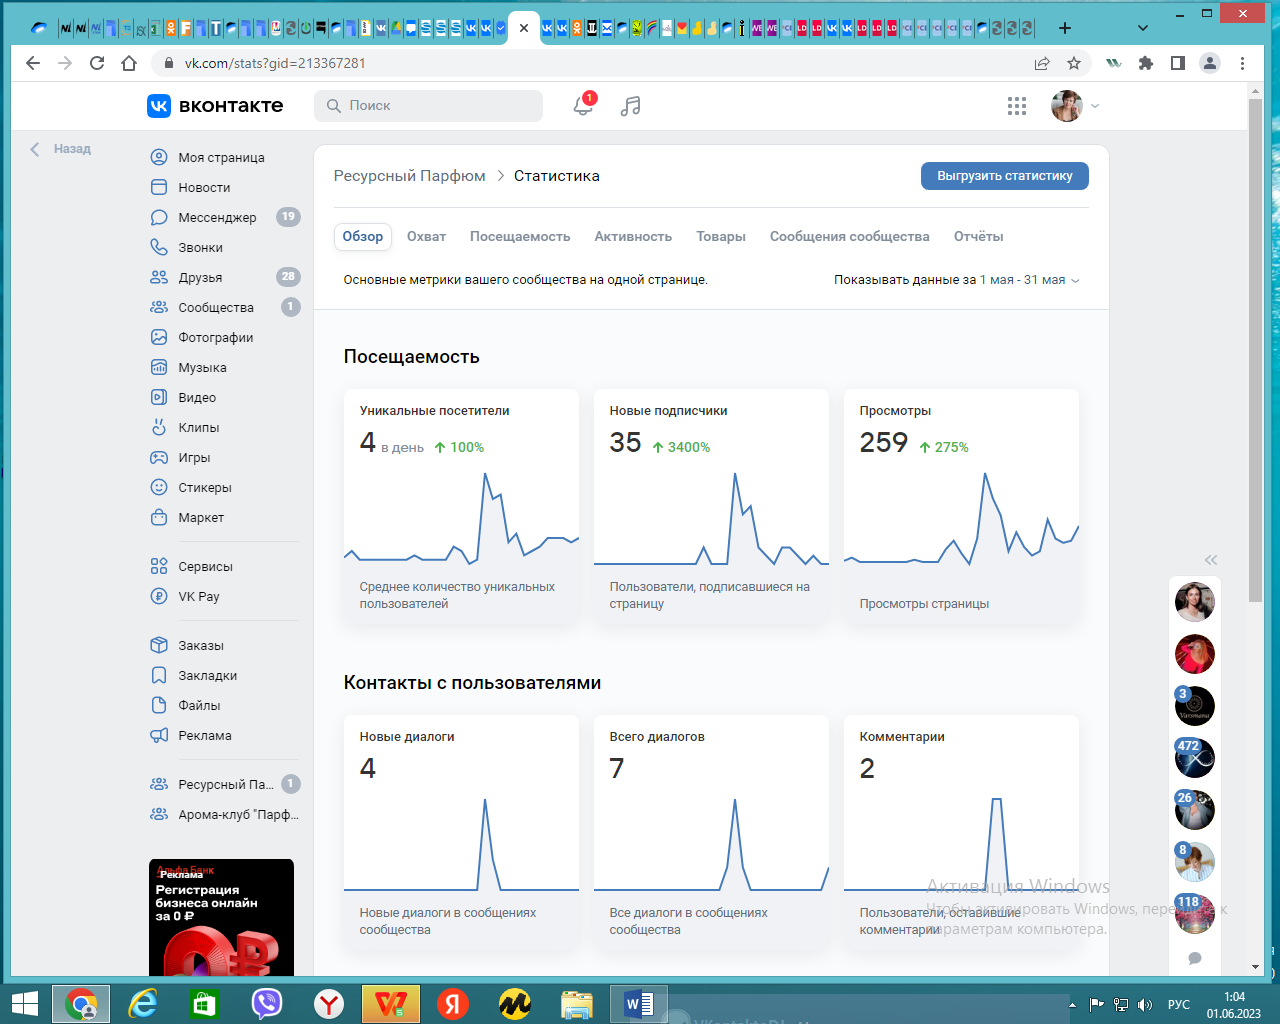 vk.com/stats?gid=213367281
вконтакте
Поиск
1
Назад
Моя страница
Новости
Мессенджер 19
Звонки
Друзья 28
Сообщества 1
Фотографии
Музыка
Видео
Клипы
Игры
Стикеры
Маркет
Сервисы
VK Pay
Заказы
Закладки
Файлы
Реклама
Ресурсный Па... 1
Арома-клуб "Парф...
Альфа Банк
Реклама
Регистрация
бизнеса онлайн
за 0 ₽
Ресурсный Парфюм > Статистика
Выгрузить статистику
Обзор Охват Посещаемость Активность Товары Сообщения сообщества Отчёты
Основные метрики вашего сообщества на одной странице.
Показывать данные за 1 мая - 31 мая
Посещаемость
Уникальные посетители
4 в день 100%
Среднее количество уникальных
пользователей
Новые подписчики
35 3400%
Пользователи, подписавшиеся на
страницу
Просмотры
259 275%
Просмотры страницы
Контакты с пользователями
Новые диалоги
4
Новые диалоги в сообщениях
сообщества
Всего диалогов
7
Все диалоги в сообщениях
сообщества
Комментарии
2
Пользователи, оставившие
комментарии
3
472
26
8
118
Активация Windows
Чтобы активировать Windows, перейдите к
параметрам компьютера.
РУС
1:04
01.06.2023